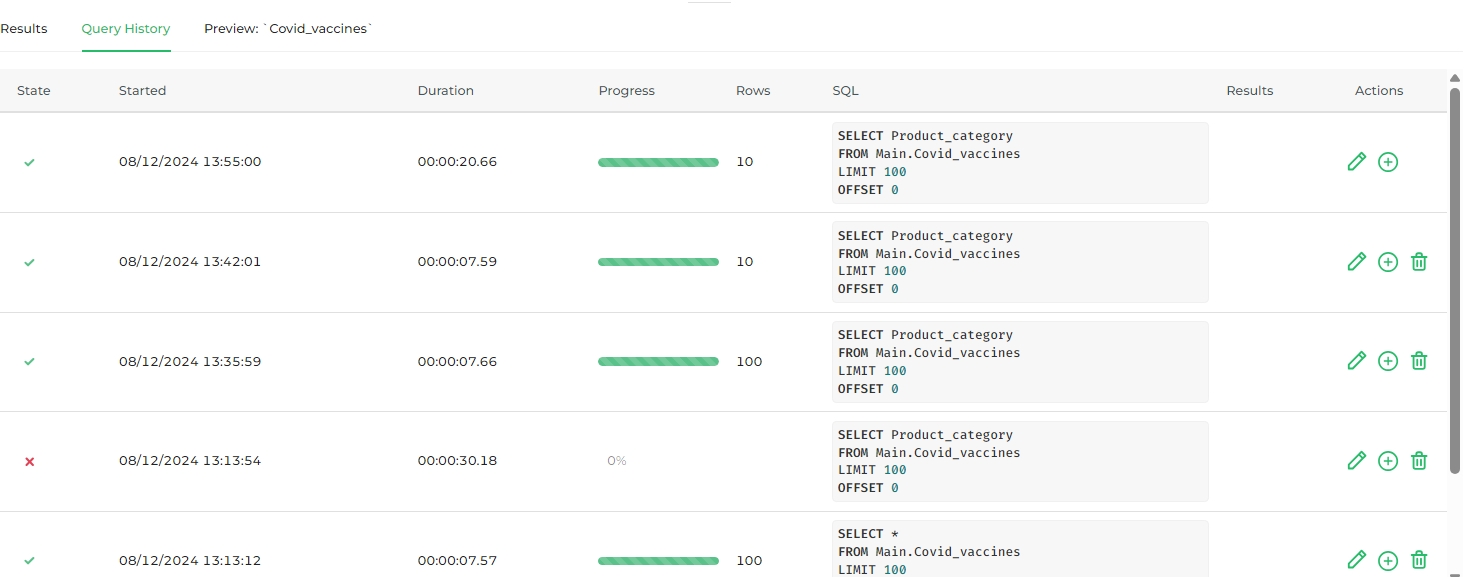 Results Query History Preview: `Covid_vaccines`
State Started Duration Progress Rows SQL Results Actions
08/12/2024 13:55:00 00:00:20.66 10
SELECT Product_category
FROM Main.Covid_vaccines
LIMIT 100
OFFSET 0
08/12/2024 13:42:01 00:00:07.59 10
SELECT Product_category
FROM Main.Covid_vaccines
LIMIT 100
OFFSET 0
08/12/2024 13:35:59 00:00:07.66 100
SELECT Product_category
FROM Main.Covid_vaccines
LIMIT 100
OFFSET 0
08/12/2024 13:13:54 00:00:30.18 0%
SELECT Product_category
FROM Main.Covid_vaccines
LIMIT 100
OFFSET 0
08/12/2024 13:13:12 00:00:07.57 100
SELECT *
FROM Main.Covid_vaccines
LIMIT 100